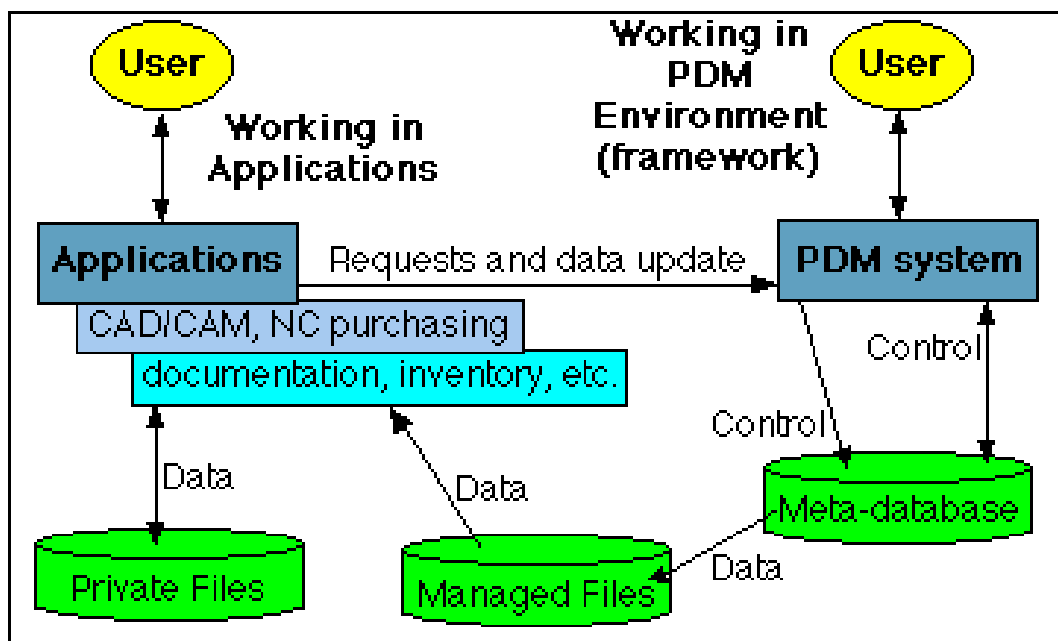 User
Working in
PDM
Environment
(framework)
User
Working in
Applications
Applications
Requests and data update
PDM system
CAD/CAM, NC purchasing
documentation, inventory, etc.
Control
Control
Data
Data
Meta-database
Data
Private Files
Managed Files